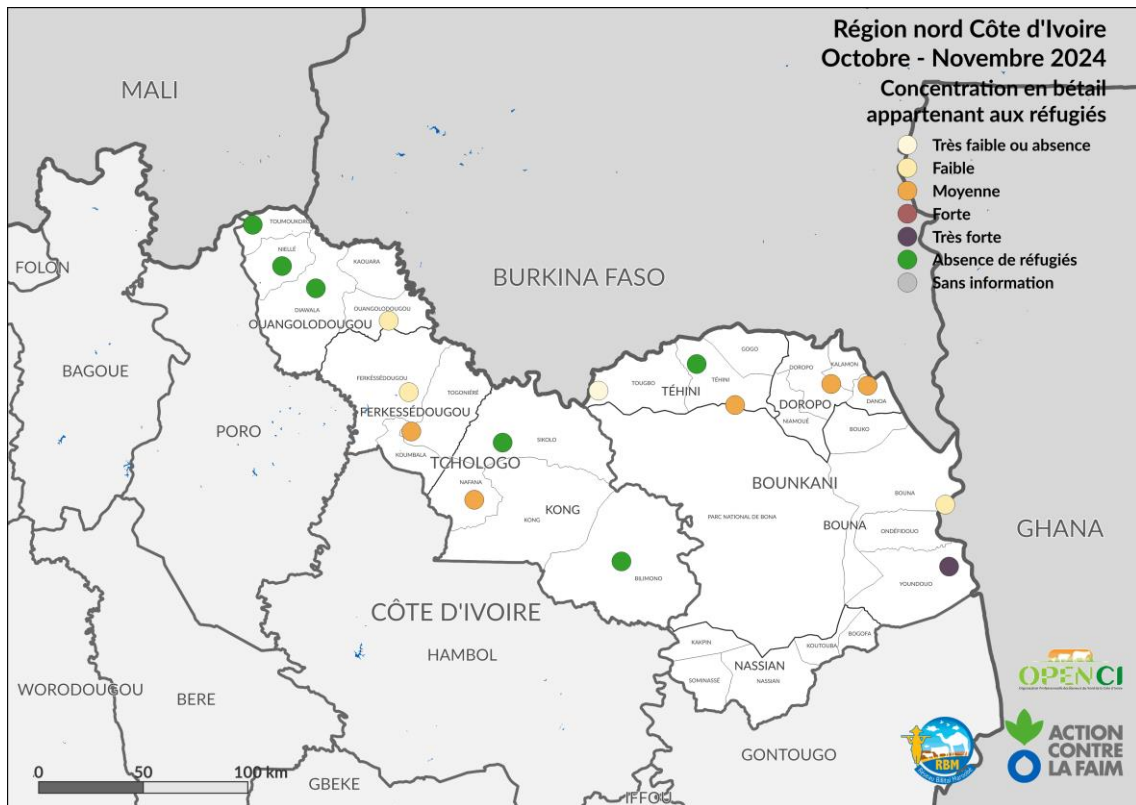 Région nord Côte d'Ivoire
Octobre - Novembre 2024
Concentration en bétail
appartenant aux réfugiés
Très faible ou absence
Faible
Moyenne
Forte
Très forte
Absence de réfugiés
Sans information
MALI
FOLON
BAGOUE
PORO
BURKINA FASO
TOUMOUKORO
NIELLÉ
KAOUARA
DIAWALA
OUANGOLODOUGOU
OUANGOLODOUGOU
FERKÉSSÉDOUGOU
TOGONIÉRÉ
FERKESSÉDOUGOU
KOUMBALA
TCHOLOGO
SIKOLO
NAFANA
KONG
KONG
BILIMONO
TOUGBO
TÉHINI
TÉHINI
GOGO
DOROPO
KALAMON
DOROPO
DANOA
NIAMOUÉ
BOUKO
BOUNKANI
PARC NATIONAL DE BONA
BOUNA
BOUNA
ONDÉFIDOUO
YOUNDOUO
GHANA
CÔTE D'IVOIRE
HAMBOL
KAKPIN
KOUTOUBA
BOGOFA
NASSIAN
SOMINASSÉ
NASSIAN
WORODOUGOU
BERE
GBEKE
IFFOU
GONTOUGO
0 50 100 km
OPENCI
RBM
ACTION
CONTRE
LA FAIM